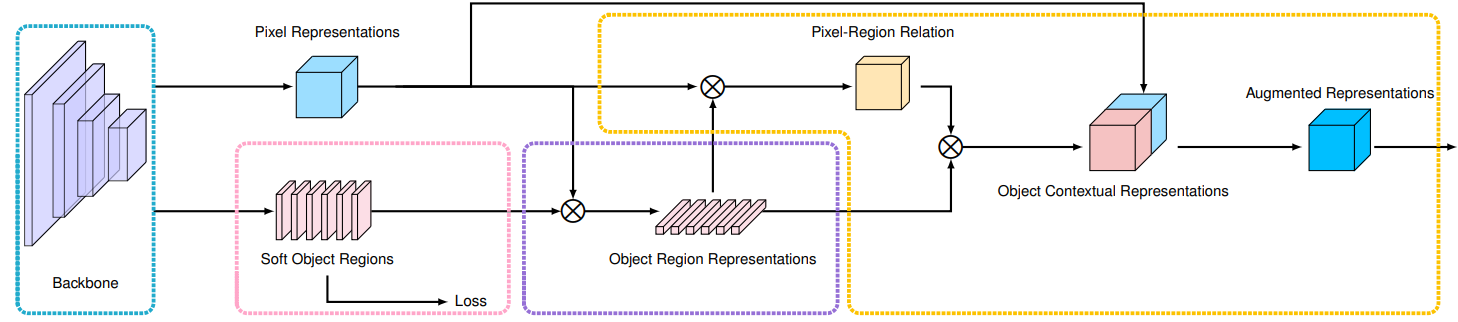 Pixel Representations
Pixel-Region Relation
Augmented Representations
Object Contextual Representations
Soft Object Regions
Object Region Representations
Backbone
Loss